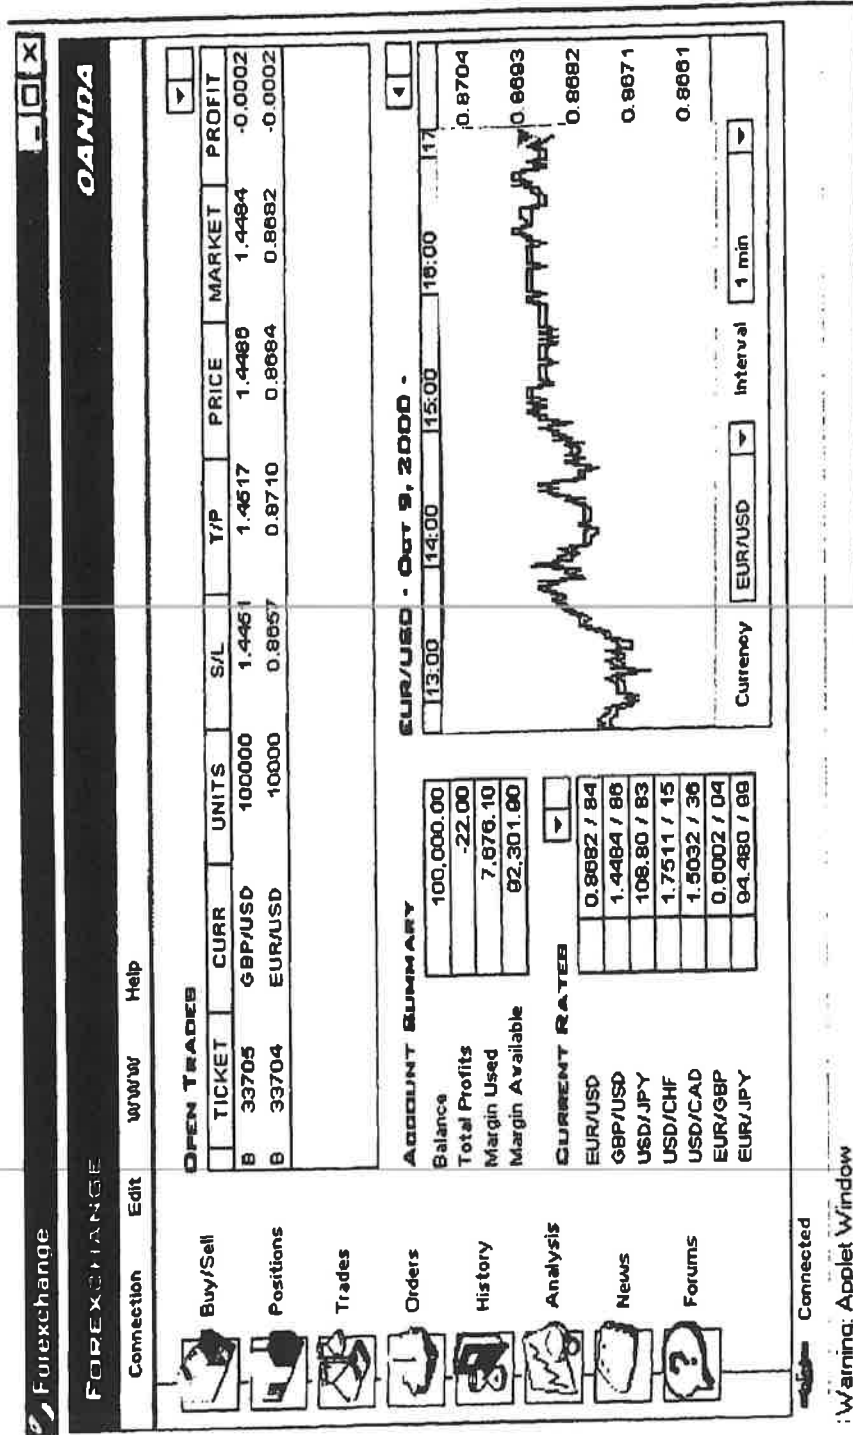 Forexchange
FOREXCHANGE OANDA
Connection Edit WWW Help
Buy/Sell
Positions
Trades
Orders
History
Analysis
News
Forums
OPEN TRADES
TICKET CURR UNITS S/L T/P PRICE MARKET PROFIT
B 33705 GBP/USD 100000 1.4461 1.4617 1.4486 1.4484 -0.0002
B 33704 EUR/USD 10000 0.8657 0.8710 0.8684 0.8682 -0.0002
ACCOUNT SUMMARY
Balance 100,000.00
Total Profits -22.00
Margin Used 7,676.10
Margin Available 92,301.90
CURRENT RATES
EUR/USD 0.8682 / 84
GBP/USD 1.4484 / 86
USD/JPY 108.80 / 83
USD/CHF 1.7511 / 15
USD/CAD 1.5032 / 36
EUR/GBP 0.6002 / 04
EUR/JPY 94.480 / 99
EUR/USD - OCT 9, 2000 -
13:00 14:00 15:00 16:00 17
0.8704
0.8693
0.8682
0.8671
0.8661
Currency EUR/USD Interval 1 min
Connected
Warning: Applet Window